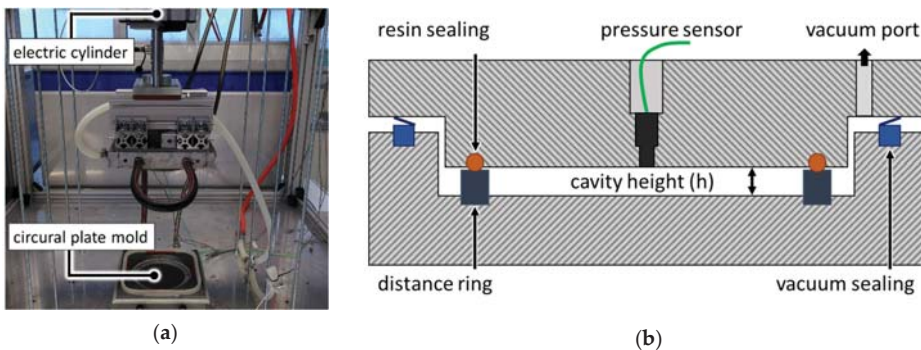 electric cylinder
circural plate mold
(a)
resin sealing
pressure sensor
vacuum port
cavity height (h)
distance ring
vacuum sealing
(b)